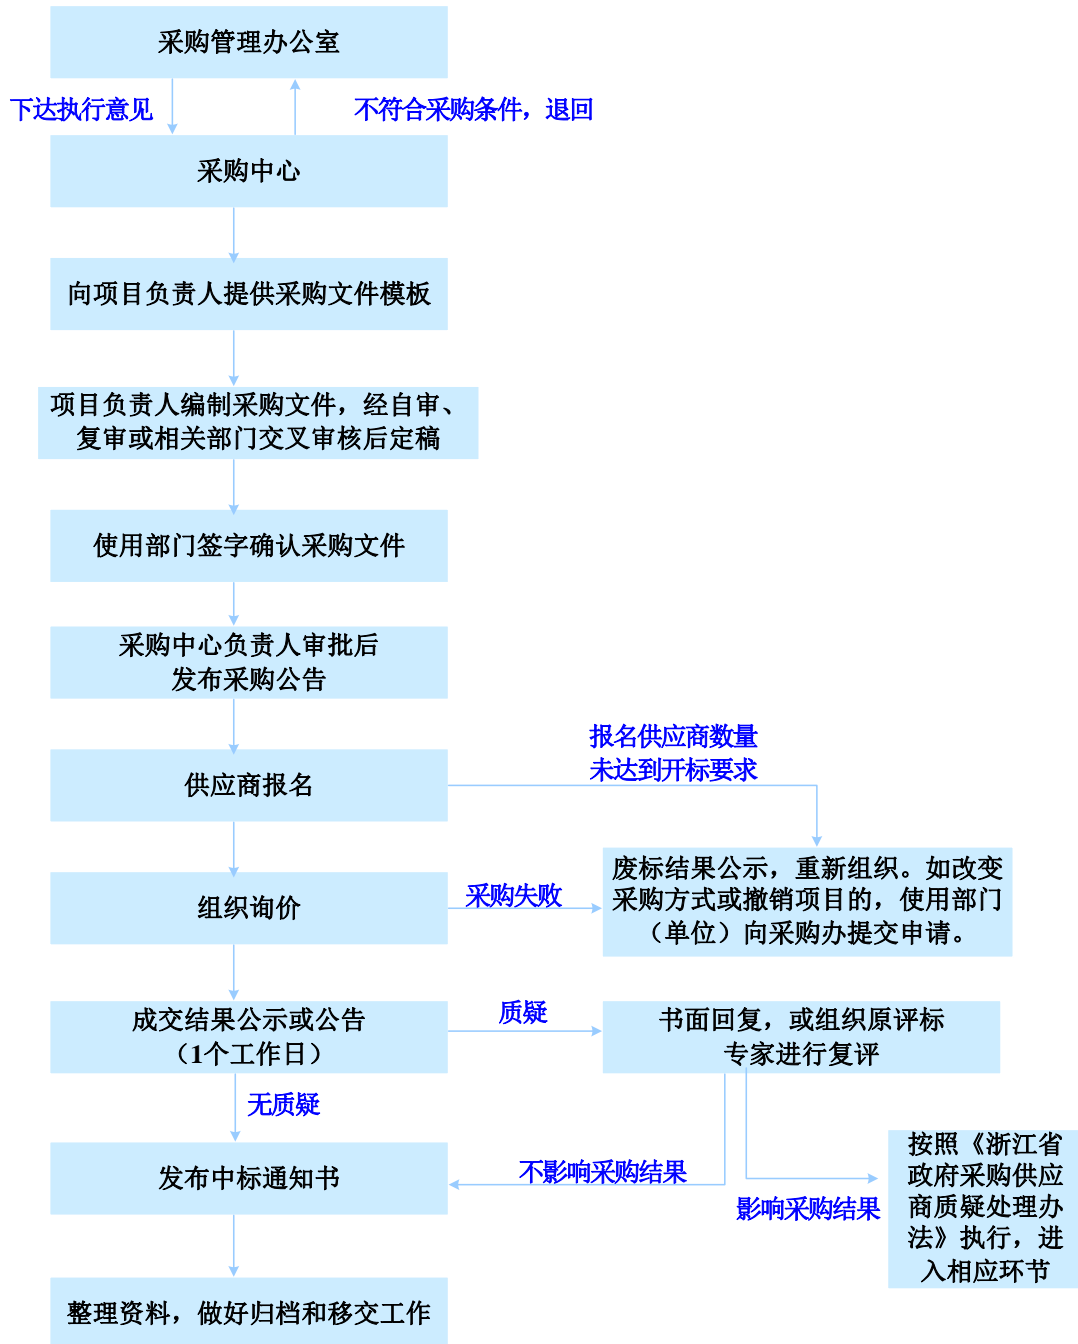 采购管理办公室
下达执行意见
不符合采购条件，退回
采购中心
向项目负责人提供采购文件模板
项目负责人编制采购文件，经自审、
复审或相关部门交叉审核后定稿
使用部门签字确认采购文件
采购中心负责人审批后
发布采购公告
报名供应商数量
未达到开标要求
供应商报名
废标结果公示，重新组织。如改变
采购方式或撤销项目的，使用部门
（单位）向采购办提交申请。
组织询价
采购失败
成交结果公示或公告
（1个工作日）
质疑
书面回复，或组织原评标
专家进行复评
无质疑
发布中标通知书
不影响采购结果
影响采购结果
按照《浙江省
政府采购供应
商质疑处理办
法》执行，进
入相应环节
整理资料，做好归档和移交工作